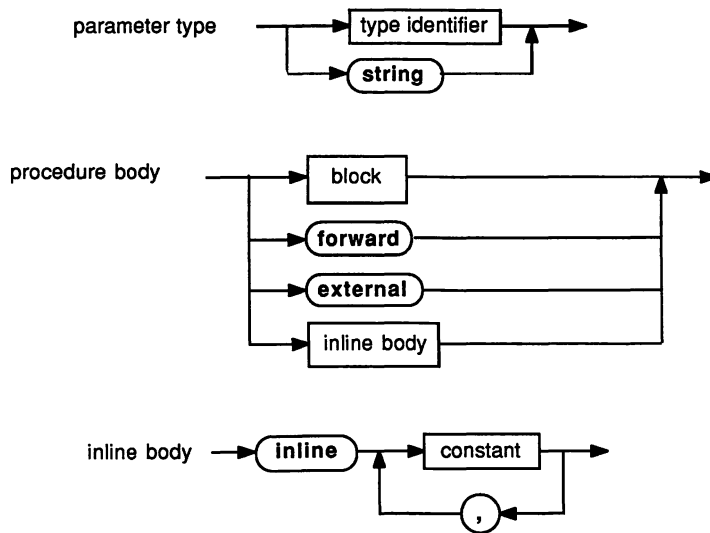 parameter type
type identifier
string
procedure body
block
forward
external
inline body
inline body
inline
constant
,